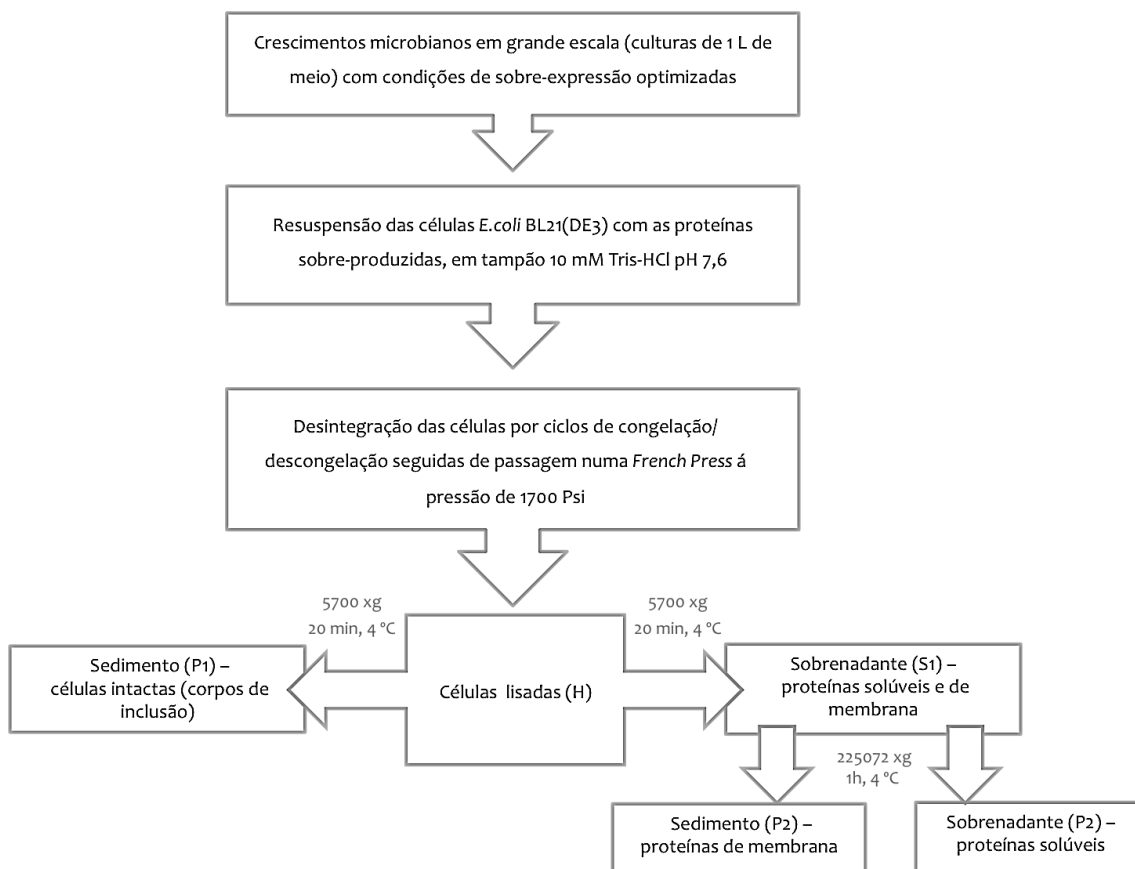 Crescimentos microbianos em grande escala (culturas de 1 L de
meio) com condições de sobre-expressão optimizadas
Resuspensão das células E.coli BL21(DE3) com as proteínas
sobre-produzidas, em tampão 10 mM Tris-HCl pH 7,6
Desintegração das células por ciclos de congelação/
descongelação seguidas de passagem numa French Press á
pressão de 1700 Psi
5700 xg
20 min, 4 ºC
5700 xg
20 min, 4 ºC
Sedimento (P1) –
células intactas (corpos de
inclusão)
Células lisadas (H)
Sobrenadante (S1) –
proteínas solúveis e de
membrana
225072 xg
1h, 4 ºC
Sedimento (P2) –
proteínas de membrana
Sobrenadante (P2) –
proteínas solúveis